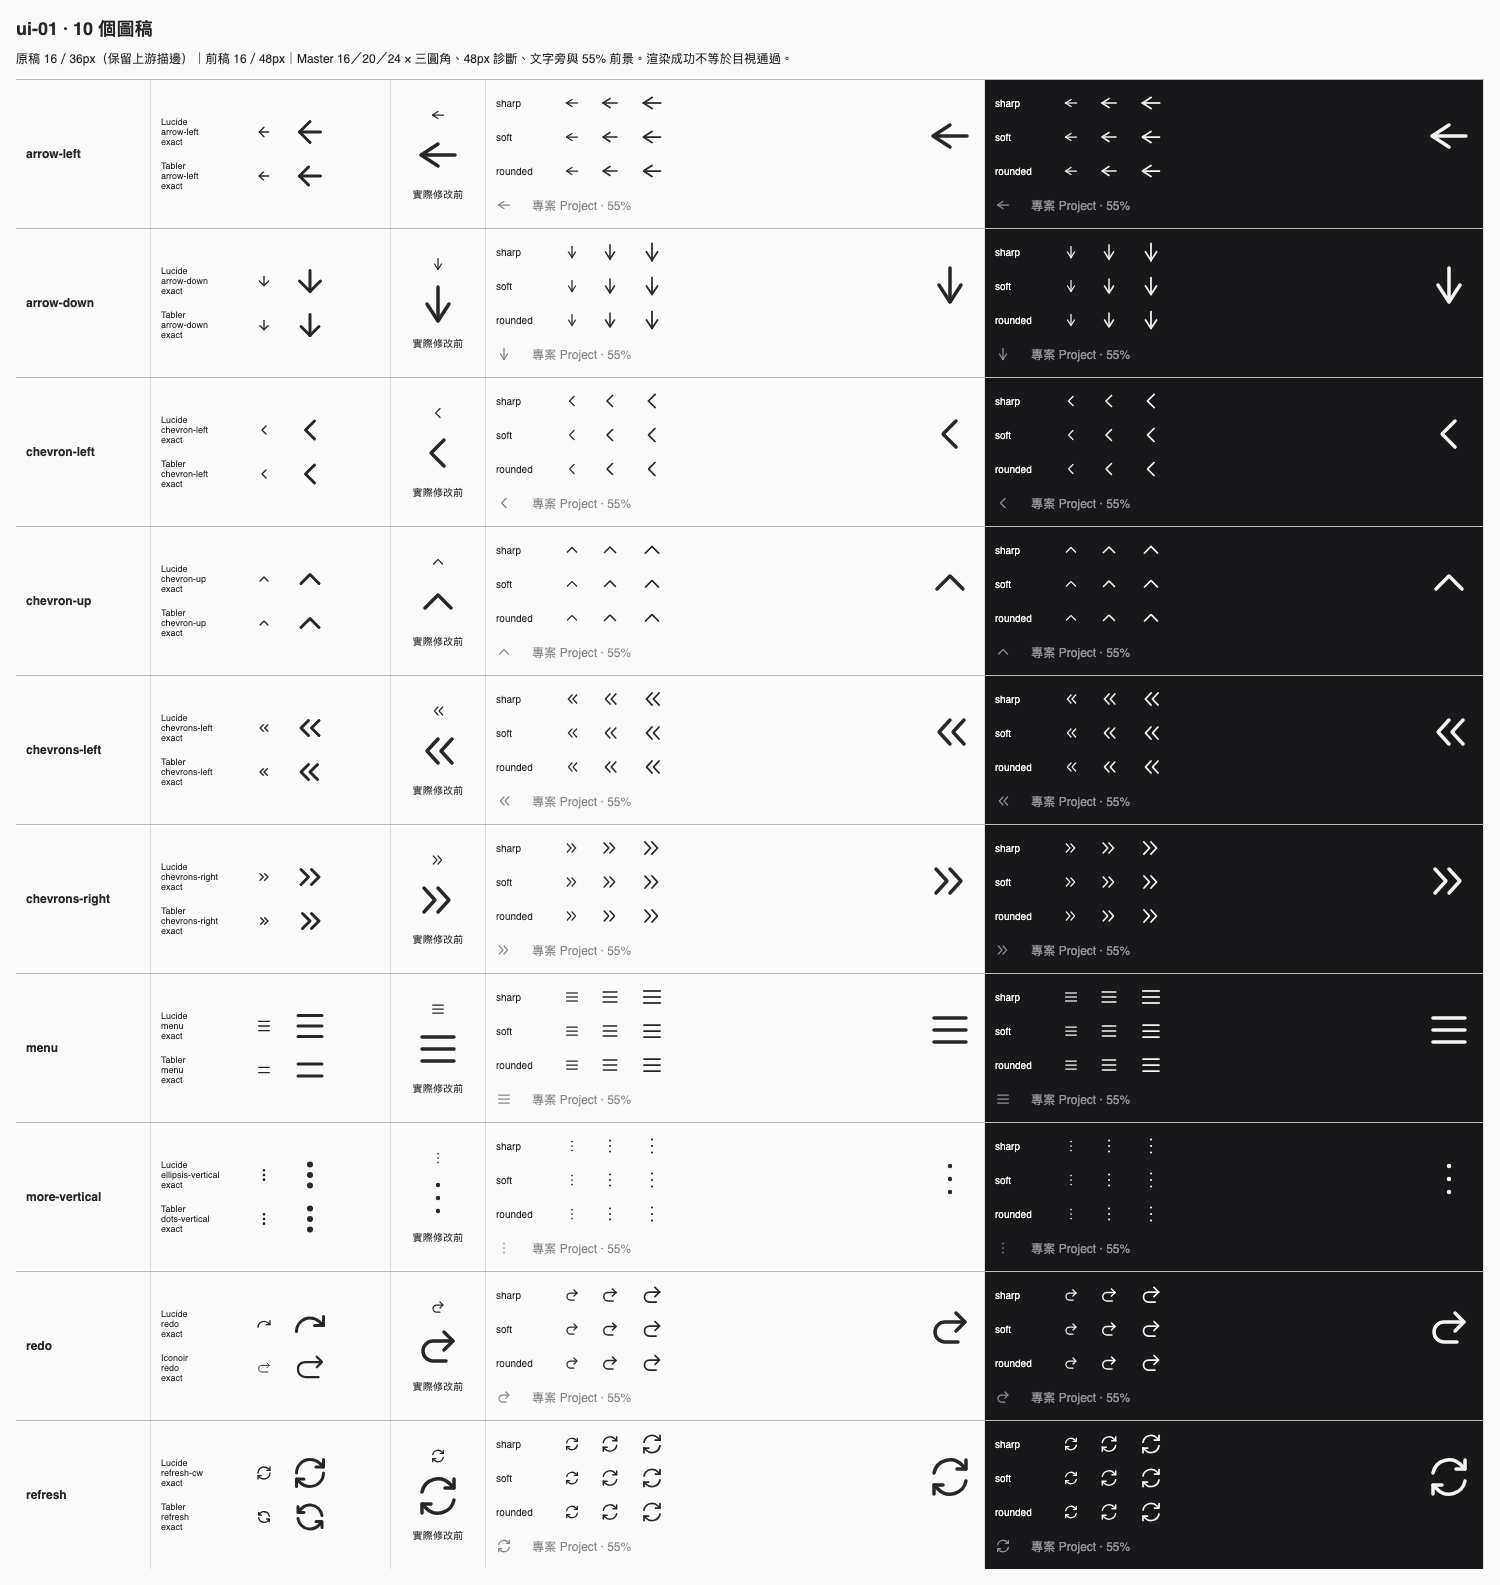 ui-01 · 10 個圖稿
原稿 16 / 36px（保留上游描邊）｜前稿 16 / 48px｜Master 16／20／24 × 三圓角、48px 診斷、文字旁與 55% 前景。渲染成功不等於目視通過。
arrow-left
Lucide
arrow-left
exact
Tabler
arrow-left
exact
實際修改前
sharp
soft
rounded
專案 Project · 55%
sharp
soft
rounded
專案 Project · 55%
arrow-down
Lucide
arrow-down
exact
Tabler
arrow-down
exact
實際修改前
sharp
soft
rounded
專案 Project · 55%
sharp
soft
rounded
專案 Project · 55%
chevron-left
Lucide
chevron-left
exact
Tabler
chevron-left
exact
實際修改前
sharp
soft
rounded
專案 Project · 55%
sharp
soft
rounded
專案 Project · 55%
chevron-up
Lucide
chevron-up
exact
Tabler
chevron-up
exact
實際修改前
sharp
soft
rounded
專案 Project · 55%
sharp
soft
rounded
專案 Project · 55%
chevrons-left
Lucide
chevrons-left
exact
Tabler
chevrons-left
exact
實際修改前
sharp
soft
rounded
專案 Project · 55%
sharp
soft
rounded
專案 Project · 55%
chevrons-right
Lucide
chevrons-right
exact
Tabler
chevrons-right
exact
實際修改前
sharp
soft
rounded
專案 Project · 55%
sharp
soft
rounded
專案 Project · 55%
menu
Lucide
menu
exact
Tabler
menu
exact
實際修改前
sharp
soft
rounded
專案 Project · 55%
sharp
soft
rounded
專案 Project · 55%
more-vertical
Lucide
ellipsis-vertical
exact
Tabler
dots-vertical
exact
實際修改前
sharp
soft
rounded
專案 Project · 55%
sharp
soft
rounded
專案 Project · 55%
redo
Lucide
redo
exact
Iconoir
redo
exact
實際修改前
sharp
soft
rounded
專案 Project · 55%
sharp
soft
rounded
專案 Project · 55%
refresh
Lucide
refresh-cw
exact
Tabler
refresh
exact
實際修改前
sharp
soft
rounded
專案 Project · 55%
sharp
soft
rounded
專案 Project · 55%